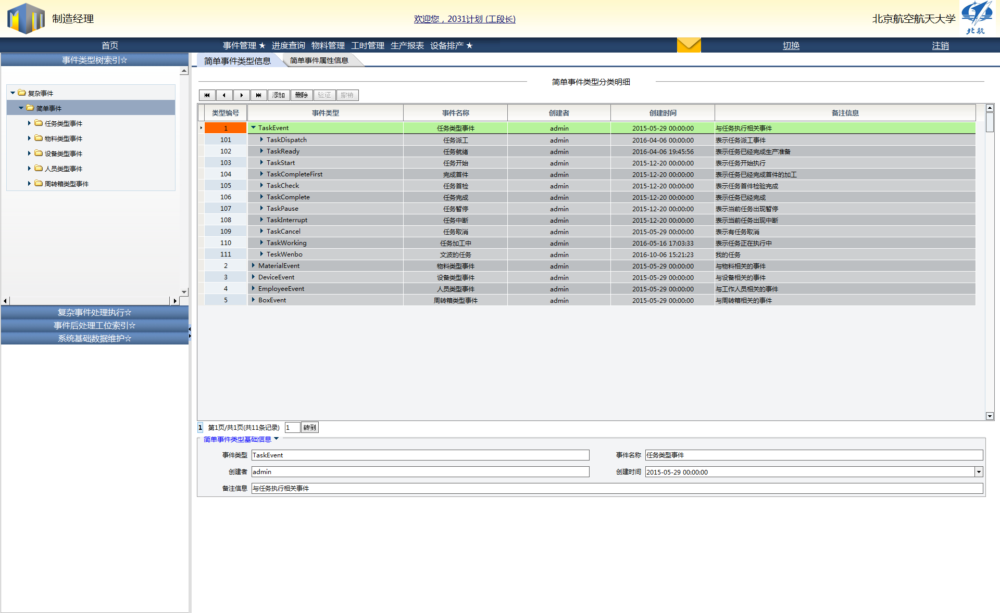 制造经理
欢迎您，2031计划 (工段长)
北京航空航天大学
北航
首页 事件管理 ★ 进度查询 物料管理 工时管理 生产报表 设备排产 ★ 切换 注销
事件类型树索引☆
复杂事件
简单事件
任务类型事件
物料类型事件
设备类型事件
人员类型事件
周转箱类型事件
复杂事件处理执行☆
事件后处理工位索引☆
系统基础数据维护☆
简单事件类型信息 简单事件属性信息
简单事件类型分类明细
添加 删除 验证 撤销
类型编号 事件类型 事件名称 创建者 创建时间 备注信息
1 TaskEvent 任务类型事件 admin 2015-05-29 00:00:00 与任务执行相关事件
101 TaskDispatch 任务派工 admin 2016-04-06 00:00:00 表示任务派工事件
102 TaskReady 任务就绪 admin 2016-04-06 19:45:56 表示任务已经完成生产准备
103 TaskStart 任务开始 admin 2015-12-20 00:00:00 表示任务开始执行
104 TaskCompleteFirst 完成首件 admin 2015-12-20 00:00:00 表示任务已经完成首件的加工
105 TaskCheck 任务首检 admin 2015-12-20 00:00:00 表示任务首件检验完成
106 TaskComplete 任务完成 admin 2015-12-20 00:00:00 表示任务已经完成
107 TaskPause 任务暂停 admin 2015-12-20 00:00:00 表示当前任务出现暂停
108 TaskInterrupt 任务中断 admin 2015-12-20 00:00:00 表示当前任务出现中断
109 TaskCancel 任务取消 admin 2015-05-29 00:00:00 表示有任务取消
110 TaskWorking 任务加工中 admin 2016-05-16 17:03:33 表示任务正在执行中
111 TeskWenbo 文波的任务 admin 2016-10-06 15:21:23 我的任务
2 MaterialEvent 物料类型事件 admin 2015-05-29 00:00:00 与物料相关的事件
3 DeviceEvent 设备类型事件 admin 2015-05-29 00:00:00 与设备相关的事件
4 EmployeeEvent 人员类型事件 admin 2015-05-29 00:00:00 与工作人员相关的事件
5 BoxEvent 周转箱类型事件 admin 2015-05-29 00:00:00 与周转箱相关的事件
1 第1页/共1页(共11条记录) 1 转到
简单事件类型基础信息
事件类型 TaskEvent 事件名称 任务类型事件
创建者 admin 创建时间 2015-05-29 00:00:00
备注信息 与任务执行相关事件